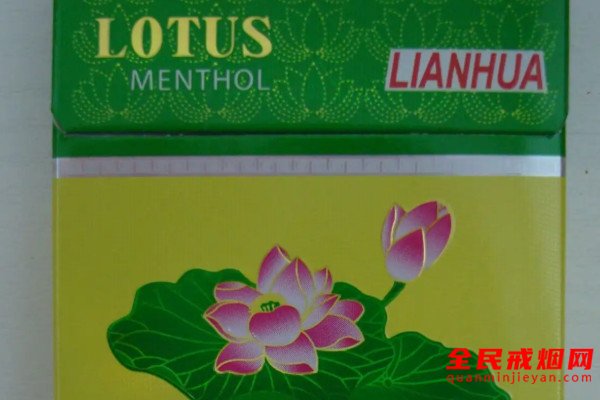 LOTUS
MENTHOL
LIANHUA
全民戒烟网
quanminjieyan.com